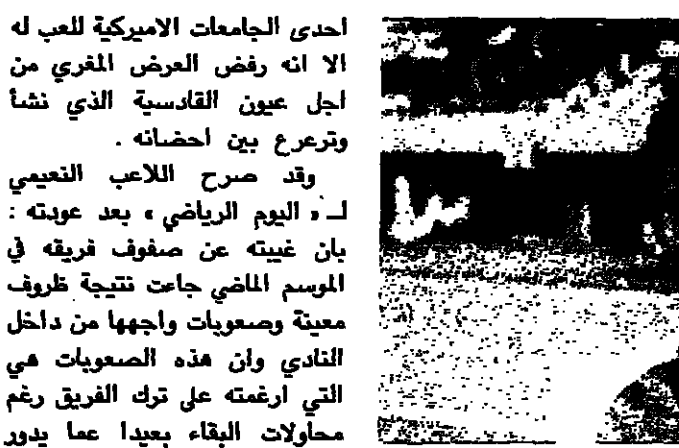 احدى الجامعات الاميركية للعب له
الا انه رفض العرض المغري من
اجل عيون القادسية الذي نشأ
وترعرع بين احضانه .
وقد صرح اللاعب النعيمي
لـ « اليوم الرياضي » بعد عودته :
بان غيبته عن صفوف فريقه في
الموسم الماضي جاءت نتيجة ظروف
معينة وصعوبات واجهها من داخل
النادي وان هذه الصعوبات هي
التي ارغمته على ترك الفريق رغم
محاولات البقاء بعيدا عما يدور